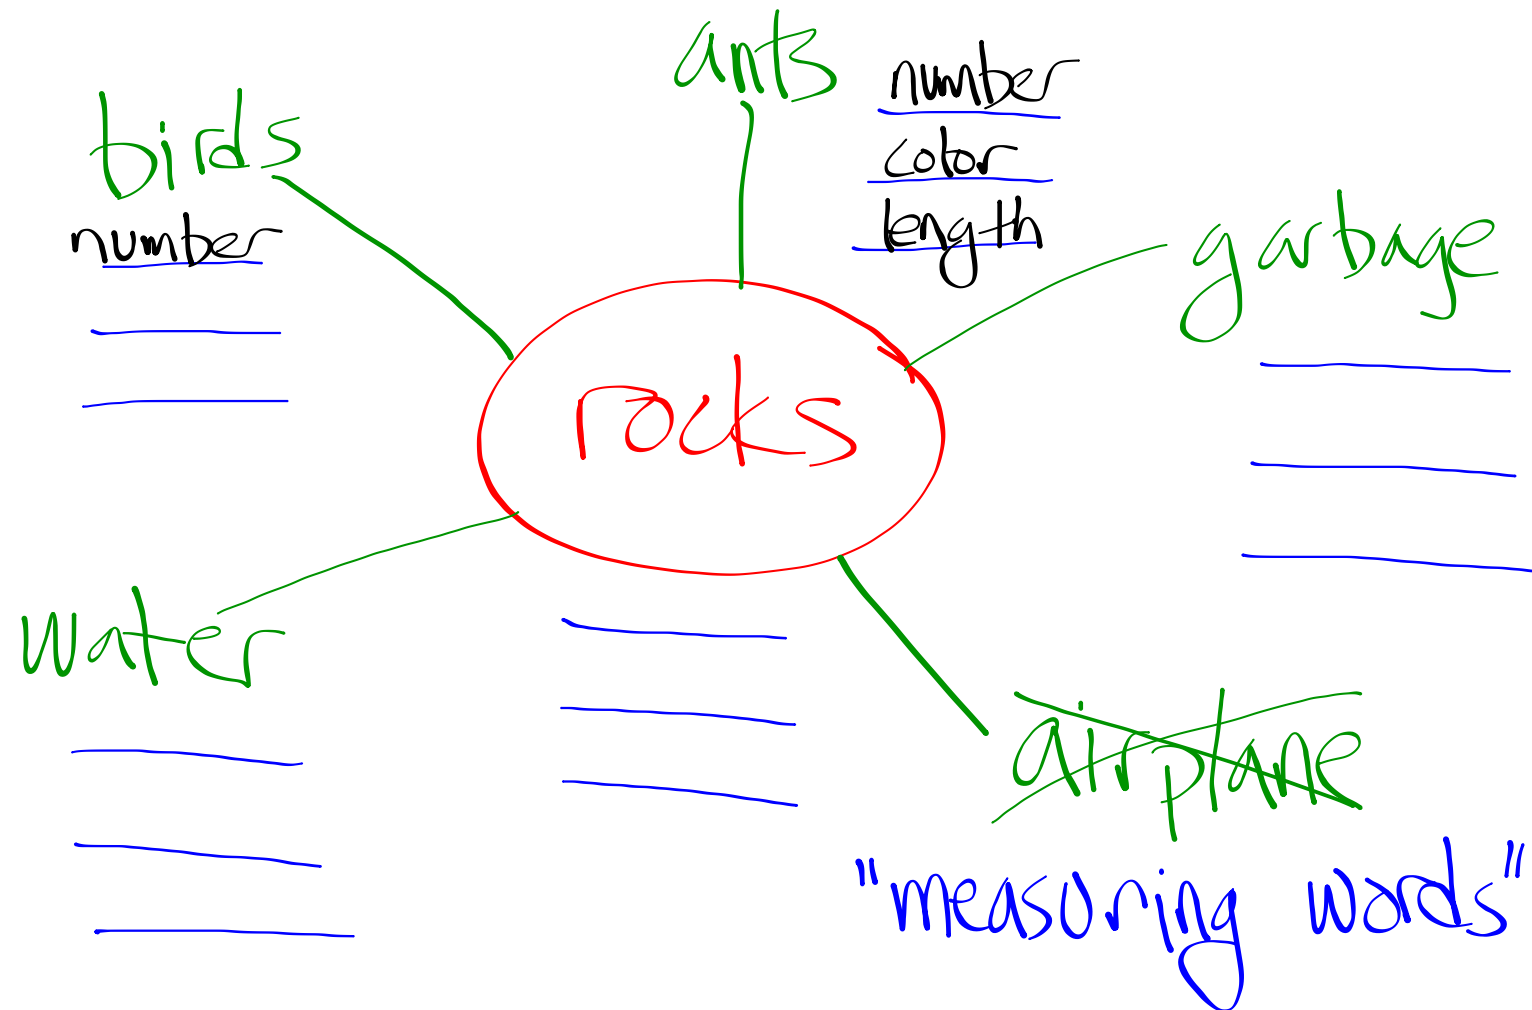 ants
number
color
length
birds
number
garbage
rocks
water
airplane
"measuring words"